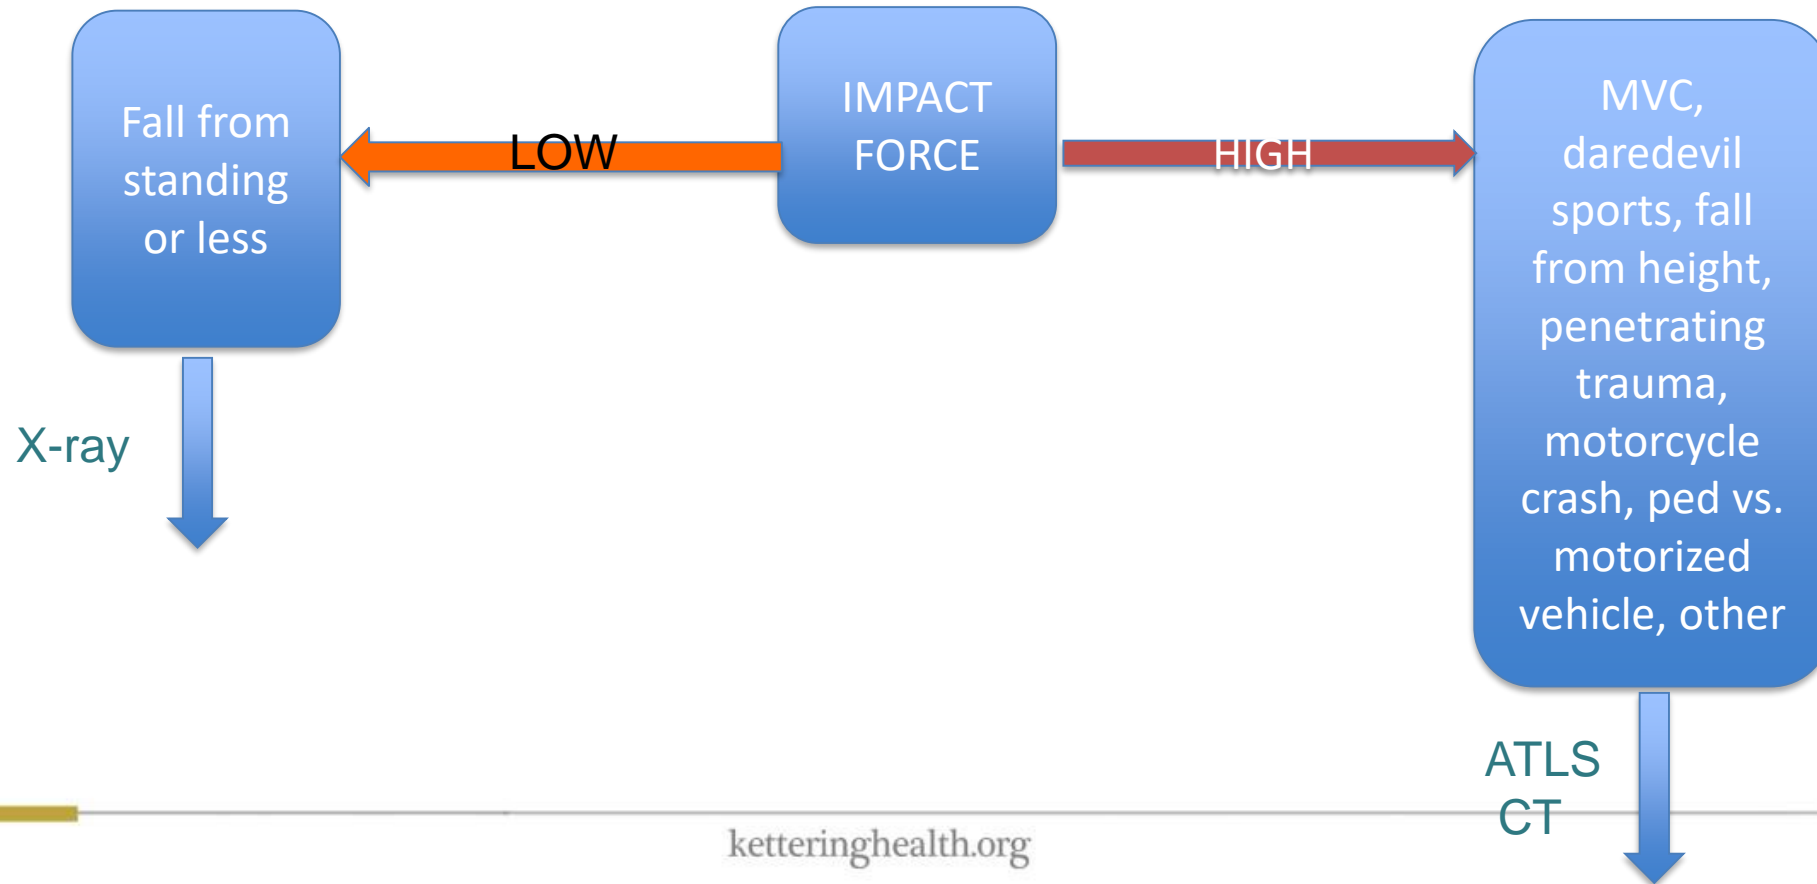 Fall from
standing
or less
LOW
IMPACT
FORCE
HIGH
MVC,
daredevil
sports, fall
from height,
penetrating
trauma,
motorcycle
crash, ped vs.
motorized
vehicle, other
X-ray
ATLS
CT
ketteringhealth.org